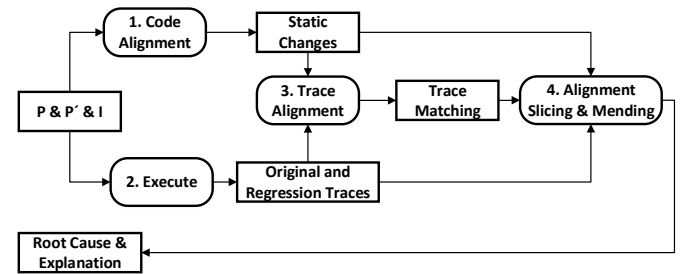 1. Code
Alignment
Static
Changes
3. Trace
Alignment
Trace
Matching
4. Alignment
Slicing & Mending
P & P´ & I
2. Execute
Original and
Regression Traces
Root Cause &
Explanation